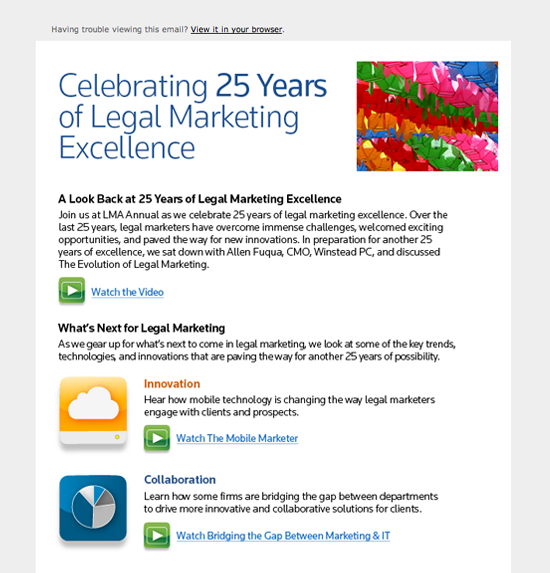 Having trouble viewing this email? View it in your browser.
Celebrating 25 Years
of Legal Marketing
Excellence
A Look Back at 25 Years of Legal Marketing Excellence
Join us at LMA Annual as we celebrate 25 years of legal marketing excellence. Over the
last 25 years, legal marketers have overcome immense challenges, welcomed exciting
opportunities, and paved the way for new innovations. In preparation for another 25
years of excellence, we sat down with Allen Fuqua, CMO, Winstead PC, and discussed
The Evolution of Legal Marketing.
Watch the Video
What's Next for Legal Marketing
As we gear up for what's next to come in legal marketing, we look at some of the key trends,
technologies, and innovations that are paving the way for another 25 years of possibility.
Innovation
Hear how mobile technology is changing the way legal marketers
engage with clients and prospects.
Watch The Mobile Marketer
Collaboration
Learn how some firms are bridging the gap between departments
to drive more innovative and collaborative solutions for clients.
Watch Bridging the Gap Between Marketing & IT